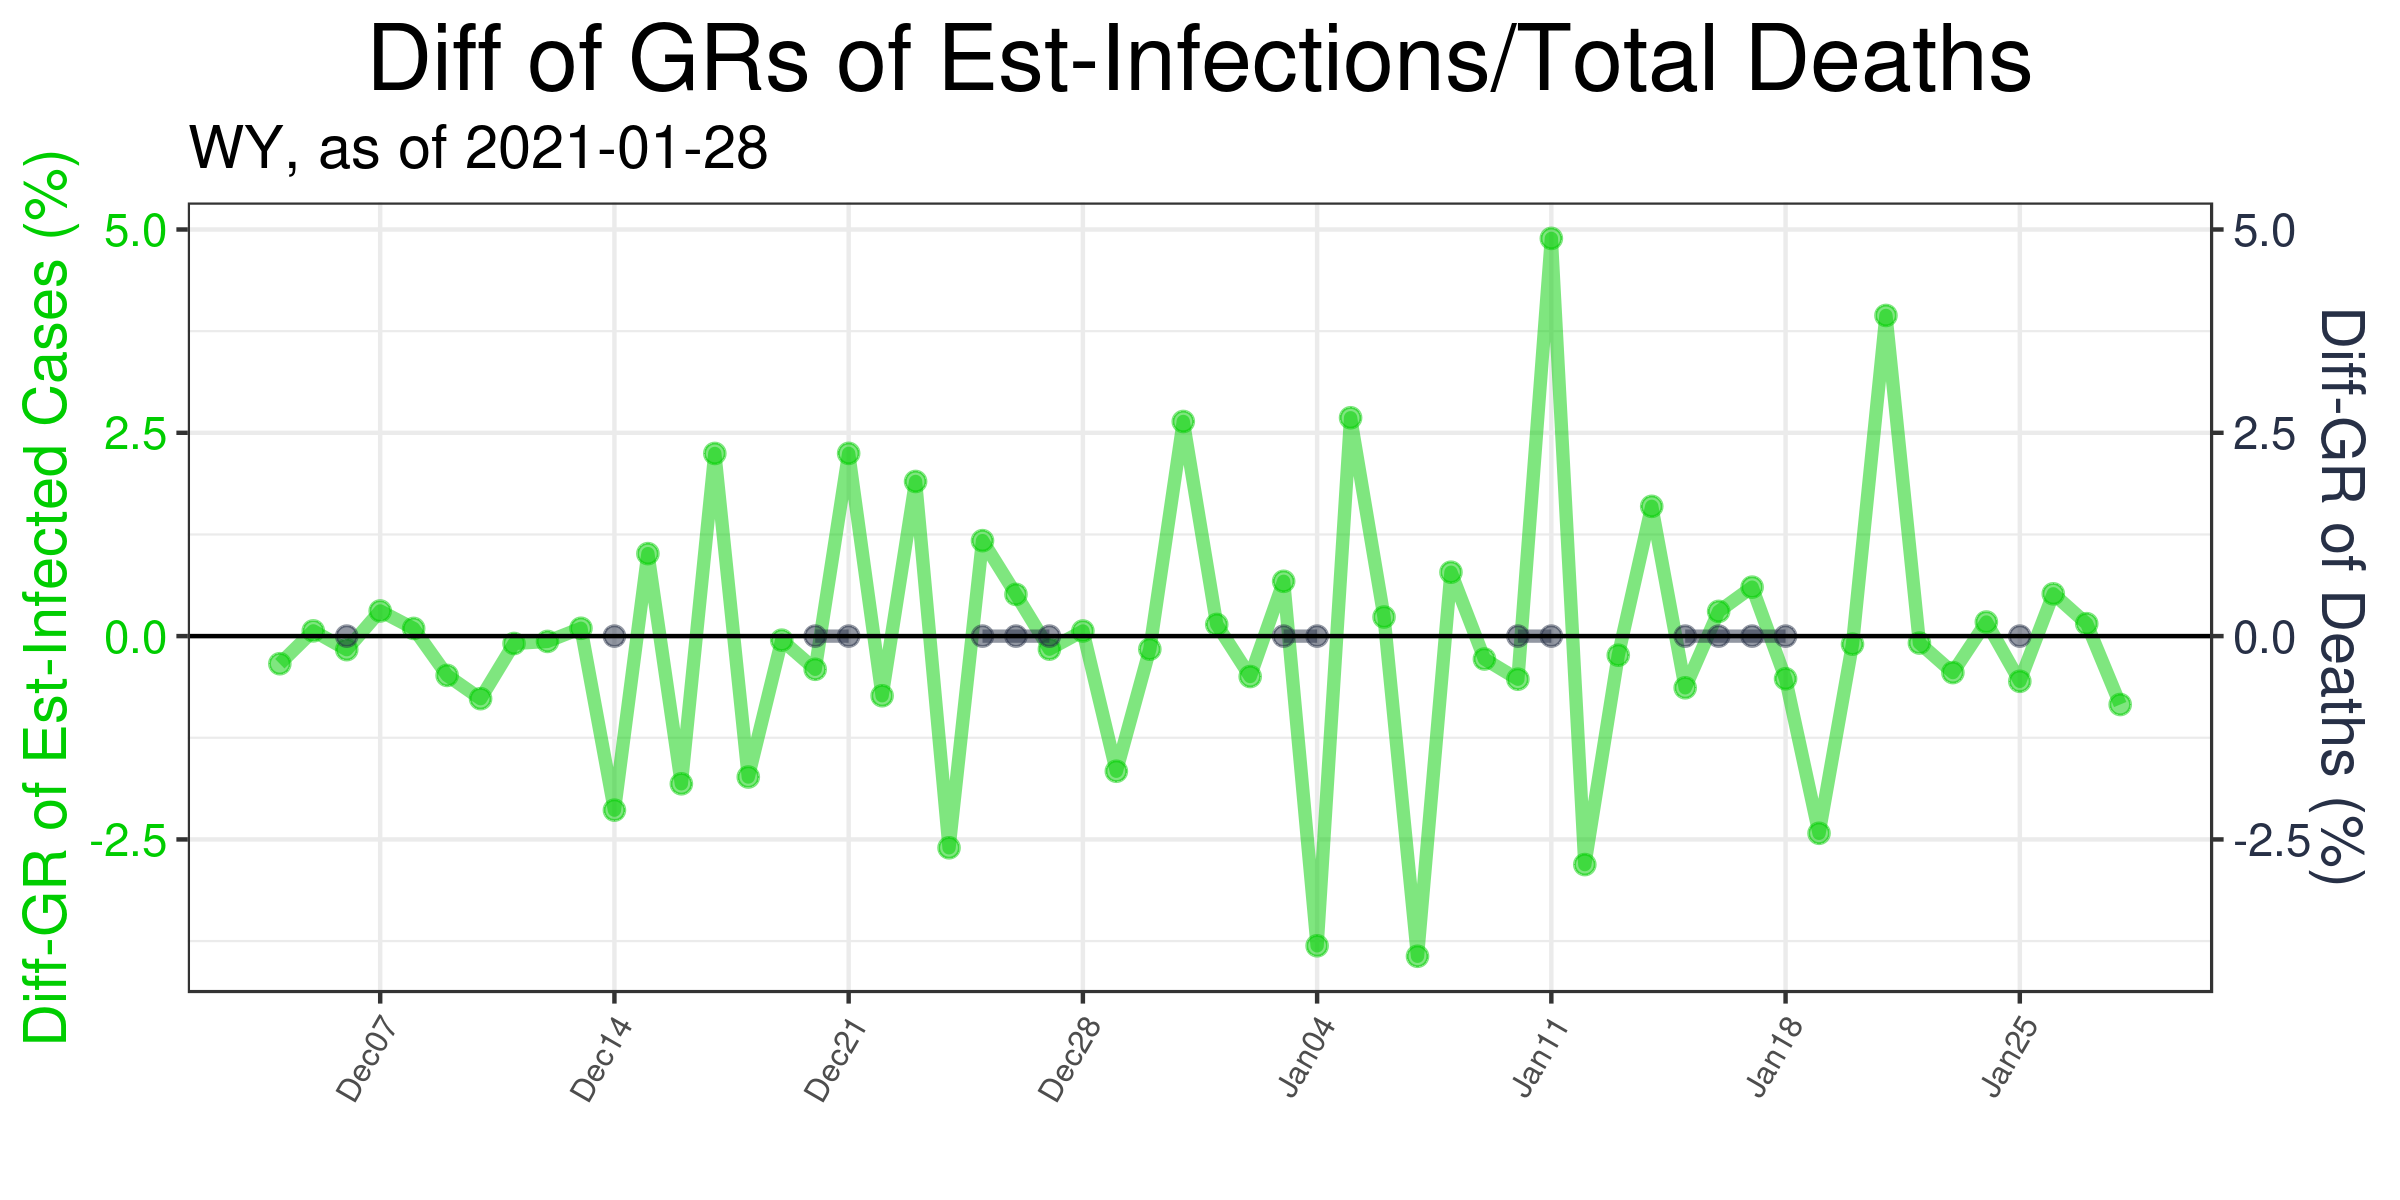 Diff of GRs of Est-Infections/Total Deaths
WY, as of 2021-01-28
Diff-GR of Est-Infected Cases (%)
5.0
2.5
0.0
-2.5
5.0
2.5
0.0
-2.5
Diff-GR of Deaths (%)
Dec07
Dec14
Dec21
Dec28
Jan04
Jan11
Jan18
Jan25